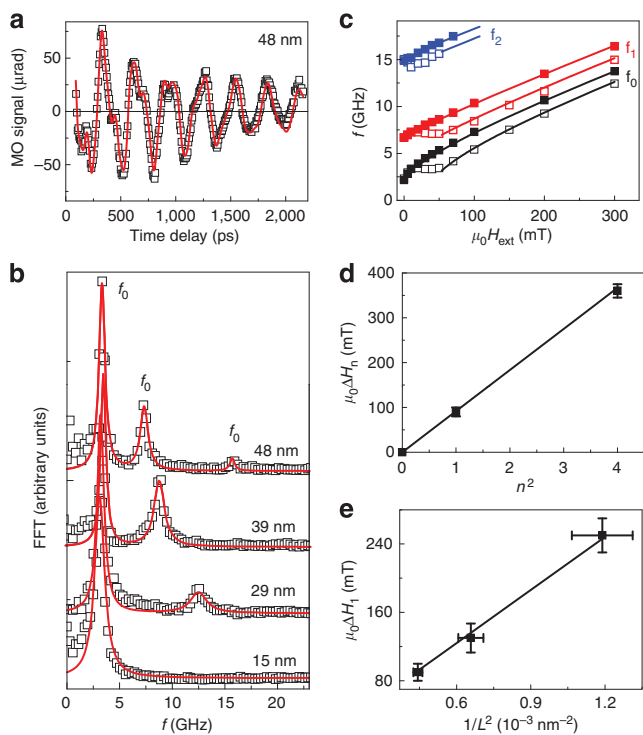 a
48 nm
MO signal (μrad)
50
0
−50
0
500
1,000
1,500
2,000
Time delay (ps)
b
f0
f0
f0
48 nm
39 nm
29 nm
15 nm
FFT (arbitrary units)
0
5
10
15
20
f (GHz)
c
f2
f1
f0
f (GHz)
15
10
5
0
0
100
200
300
μ0Hext (mT)
d
μ0ΔHn (mT)
400
300
200
100
0
0
1
2
3
4
n²
e
μ0ΔH1 (mT)
240
160
80
0.6
0.9
1.2
1/L² (10⁻³ nm⁻²)